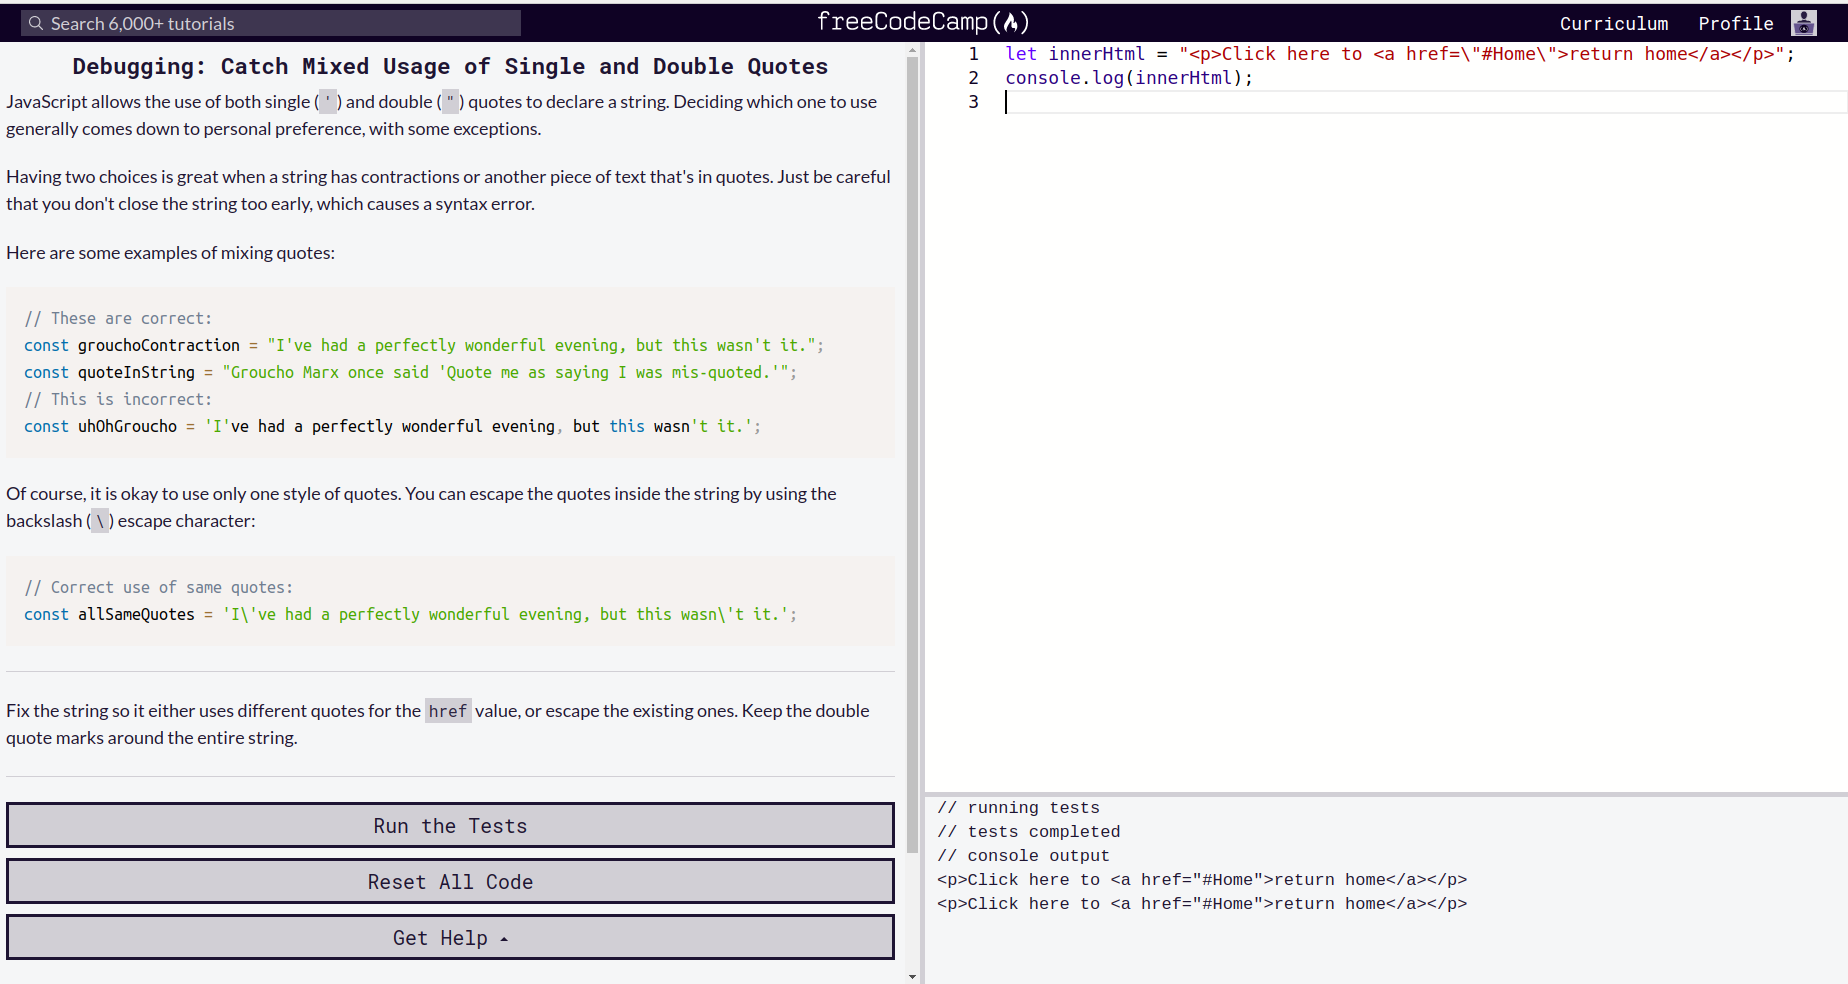 Search 6,000+ tutorials
freeCodeCamp
Curriculum
Profile
Debugging: Catch Mixed Usage of Single and Double Quotes
JavaScript allows the use of both single (') and double (") quotes to declare a string. Deciding which one to use
generally comes down to personal preference, with some exceptions.
Having two choices is great when a string has contractions or another piece of text that's in quotes. Just be careful
that you don't close the string too early, which causes a syntax error.
Here are some examples of mixing quotes:
// These are correct:
const grouchoContraction = "I've had a perfectly wonderful evening, but this wasn't it.";
const quoteInString = "Groucho Marx once said 'Quote me as saying I was mis-quoted.'";
// This is incorrect:
const uhOhGroucho = 'I've had a perfectly wonderful evening, but this wasn't it.';
Of course, it is okay to use only one style of quotes. You can escape the quotes inside the string by using the
backslash (\) escape character:
// Correct use of same quotes:
const allSameQuotes = 'I\'ve had a perfectly wonderful evening, but this wasn\'t it.';
Fix the string so it either uses different quotes for the href value, or escape the existing ones. Keep the double
quote marks around the entire string.
Run the Tests
Reset All Code
Get Help
1 let innerHtml = "<p>Click here to <a href=\"#Home\">return home</a></p>";
2 console.log(innerHtml);
3
// running tests
// tests completed
// console output
<p>Click here to <a href="#Home">return home</a></p>
<p>Click here to <a href="#Home">return home</a></p>